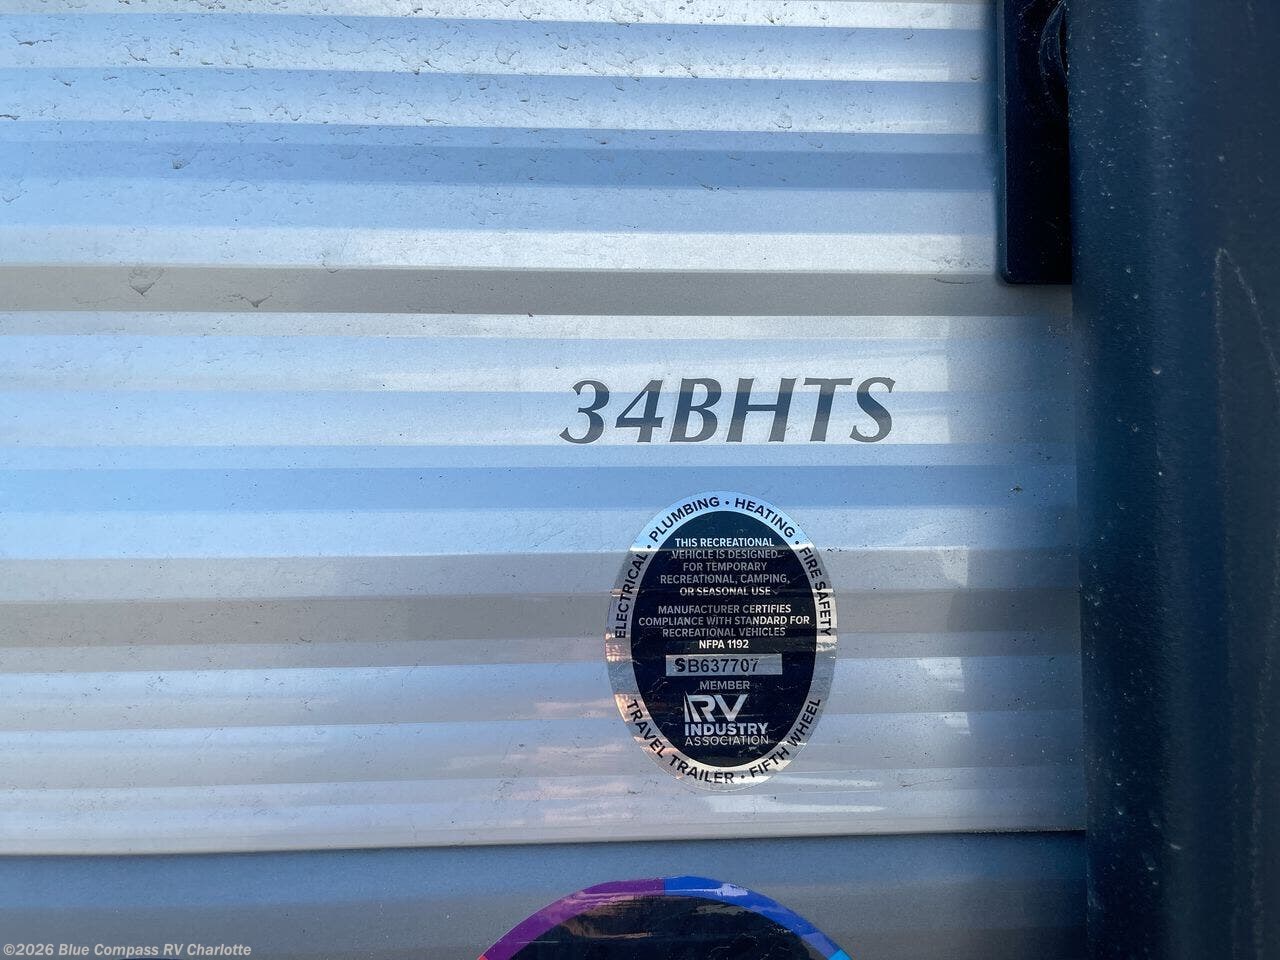 34BHTS
ELECTRICAL • PLUMBING • HEATING • FIRE SAFETY
THIS RECREATIONAL
VEHICLE IS DESIGNED
FOR TEMPORARY
RECREATIONAL, CAMPING,
OR SEASONAL USE
MANUFACTURER CERTIFIES
COMPLIANCE WITH STANDARD FOR
RECREATIONAL VEHICLES
NFPA 1192
SB637707
MEMBER
RV
INDUSTRY
ASSOCIATION
TRAVEL TRAILER • FIFTH WHEEL
©2026 Blue Compass RV Charlotte